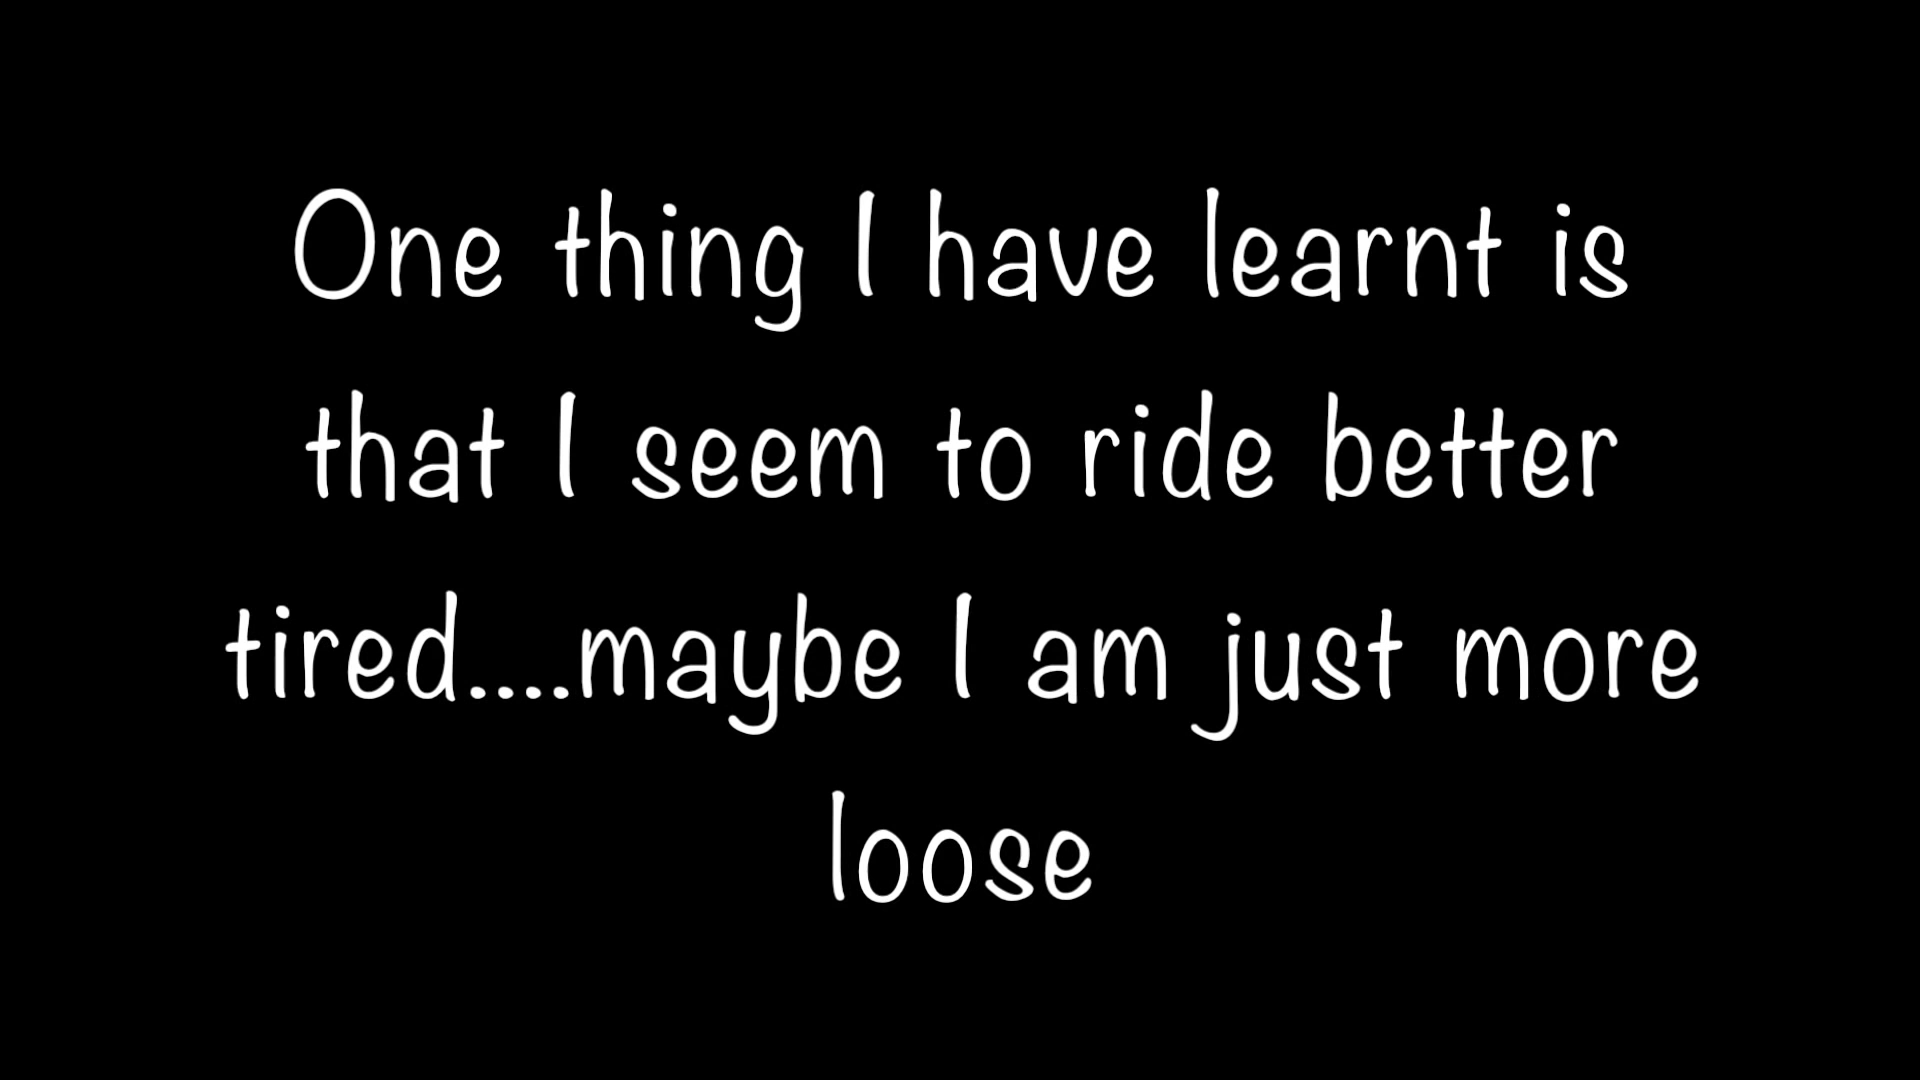 One thing I have learnt is
that I seem to ride better
tired....maybe I am just more
loose